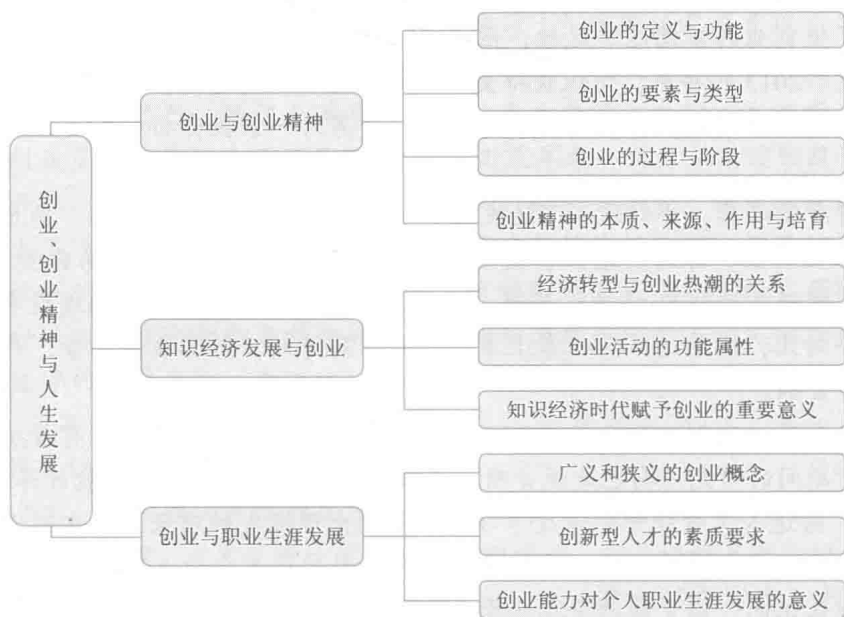 创业、创业精神与人生发展
创业与创业精神
创业的定义与功能
创业的要素与类型
创业的过程与阶段
创业精神的本质、来源、作用与培育
知识经济发展与创业
经济转型与创业热潮的关系
创业活动的功能属性
知识经济时代赋予创业的重要意义
创业与职业生涯发展
广义和狭义的创业概念
创新型人才的素质要求
创业能力对个人职业生涯发展的意义